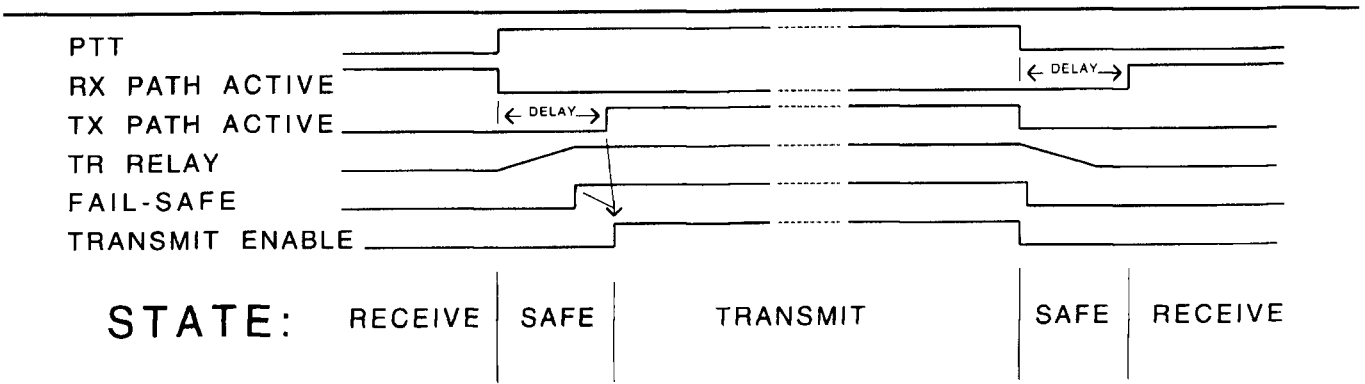 PTT
RX PATH ACTIVE
← DELAY →
TX PATH ACTIVE
← DELAY →
TR RELAY
FAIL-SAFE
TRANSMIT ENABLE
STATE: RECEIVE SAFE TRANSMIT SAFE RECEIVE